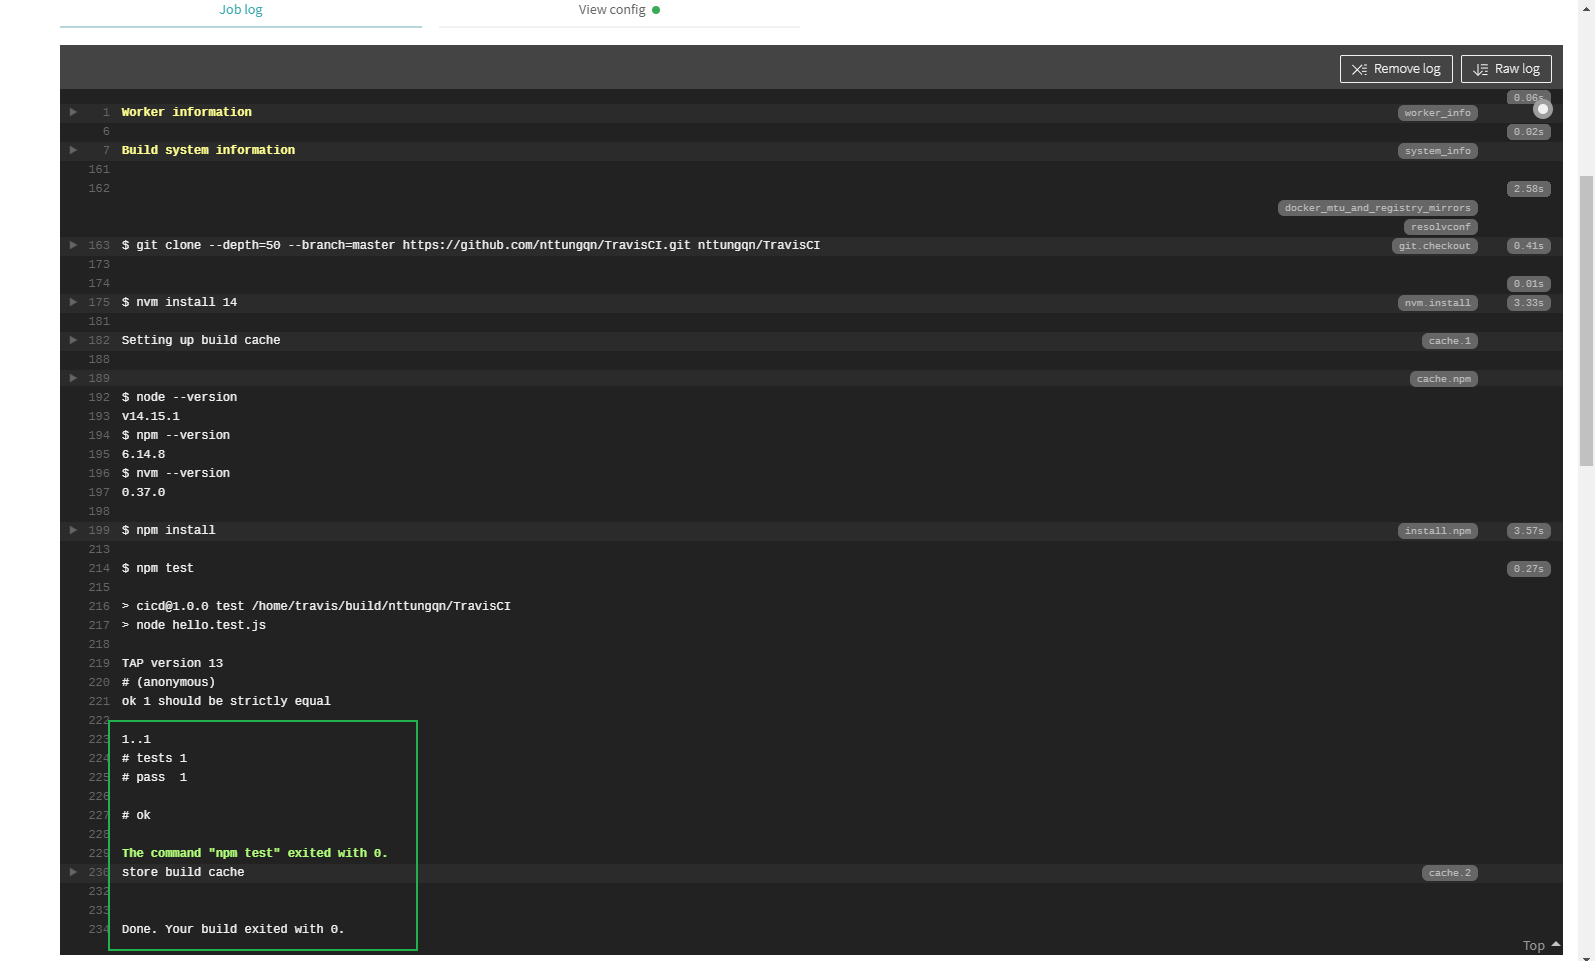 Job log
View config
Remove log
Raw log
0.06s
1 Worker information worker_info
6 0.02s
7 Build system information system_info
161
162 2.58s
docker_mtu_and_registry_mirrors
resolvconf
163 $ git clone --depth=50 --branch=master https://github.com/nttungqn/TravisCI.git nttungqn/TravisCI git.checkout 0.41s
173
174 0.01s
175 $ nvm install 14 nvm.install 3.33s
181
182 Setting up build cache cache.1
188
189 cache.npm
192 $ node --version
193 v14.15.1
194 $ npm --version
195 6.14.8
196 $ nvm --version
197 0.37.0
198
199 $ npm install install.npm 3.57s
213
214 $ npm test 0.27s
215
216 > cicd@1.0.0 test /home/travis/build/nttungqn/TravisCI
217 > node hello.test.js
218
219 TAP version 13
220 # (anonymous)
221 ok 1 should be strictly equal
222
223 1..1
224 # tests 1
225 # pass  1
226
227 # ok
228
229 The command "npm test" exited with 0.
230 store build cache cache.2
232
233
234 Done. Your build exited with 0.
Top